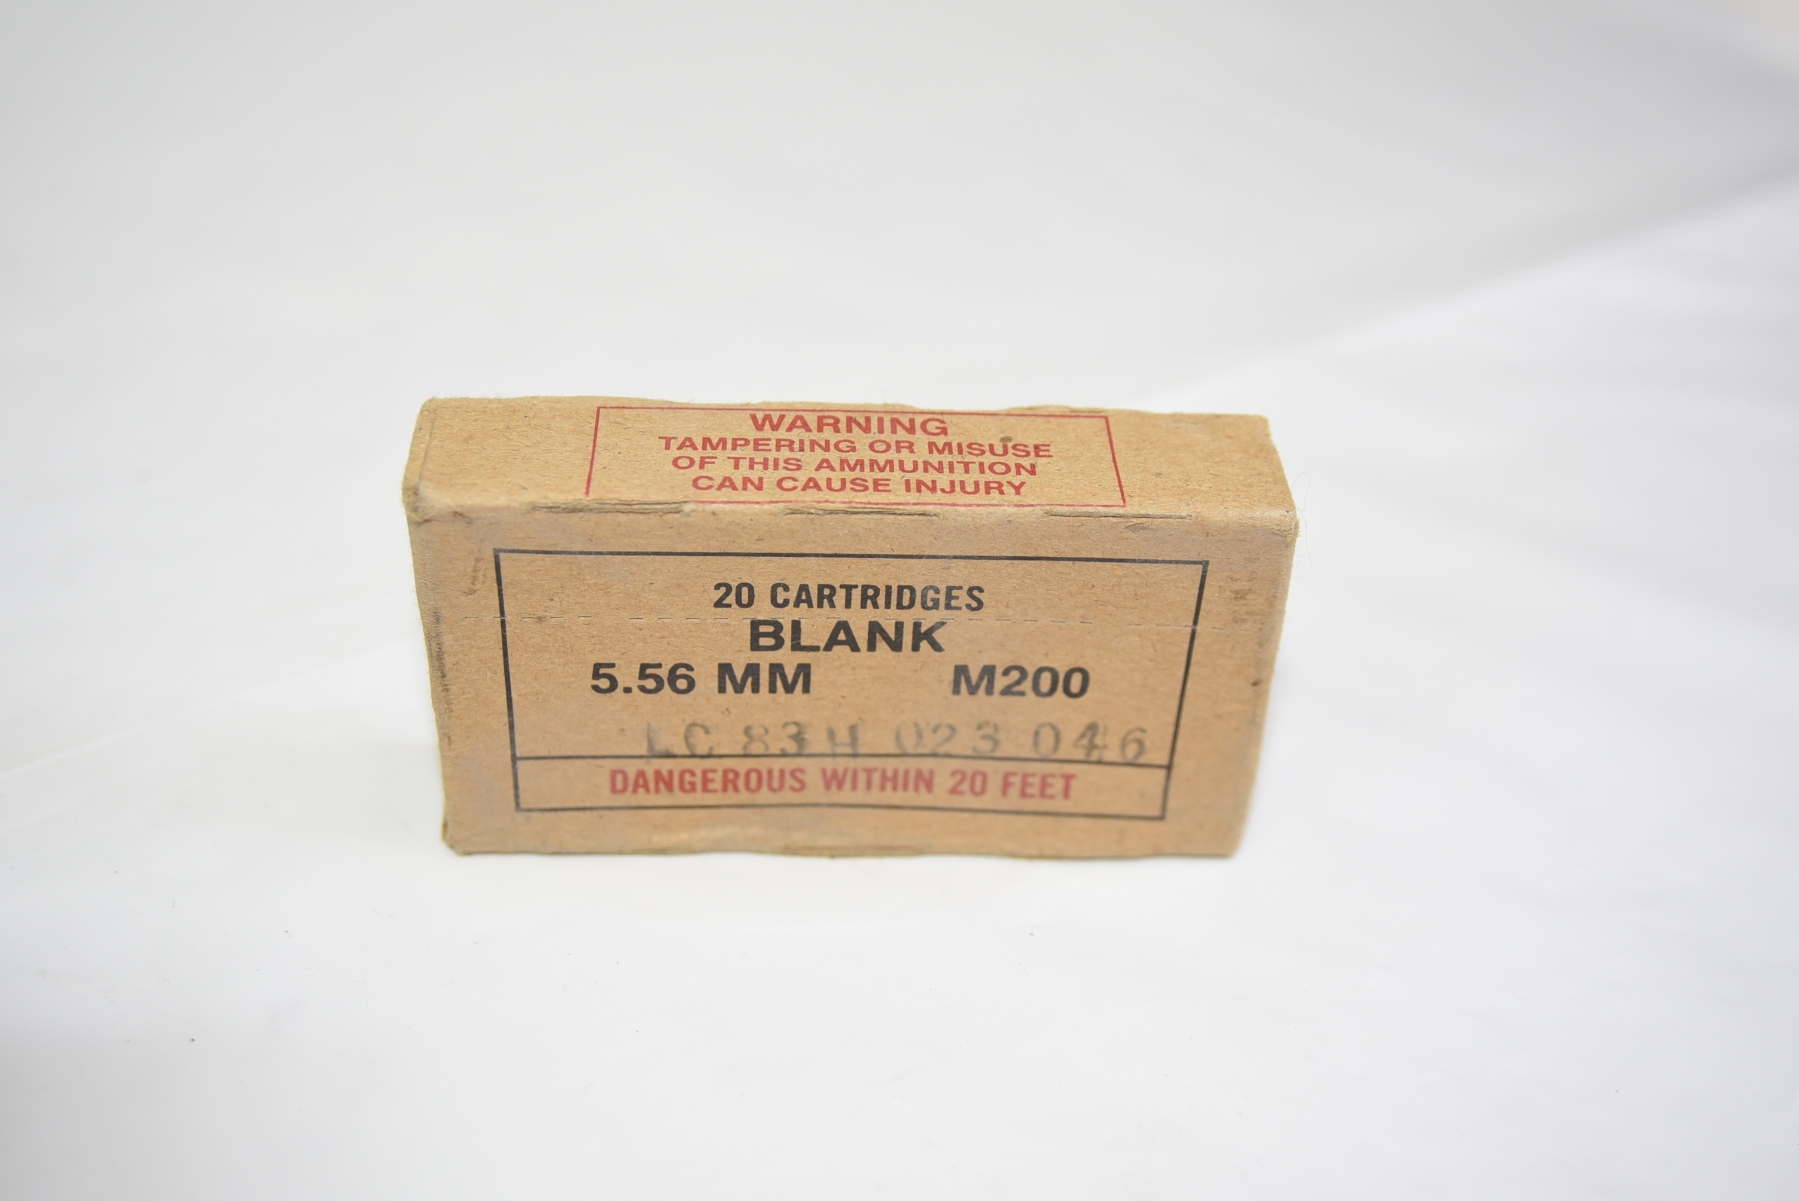 WARNING
TAMPERING OR MISUSE
OF THIS AMMUNITION
CAN CAUSE INJURY
20 CARTRIDGES
BLANK
5.56 MM M200
LC 83H 023 046
DANGEROUS WITHIN 20 FEET